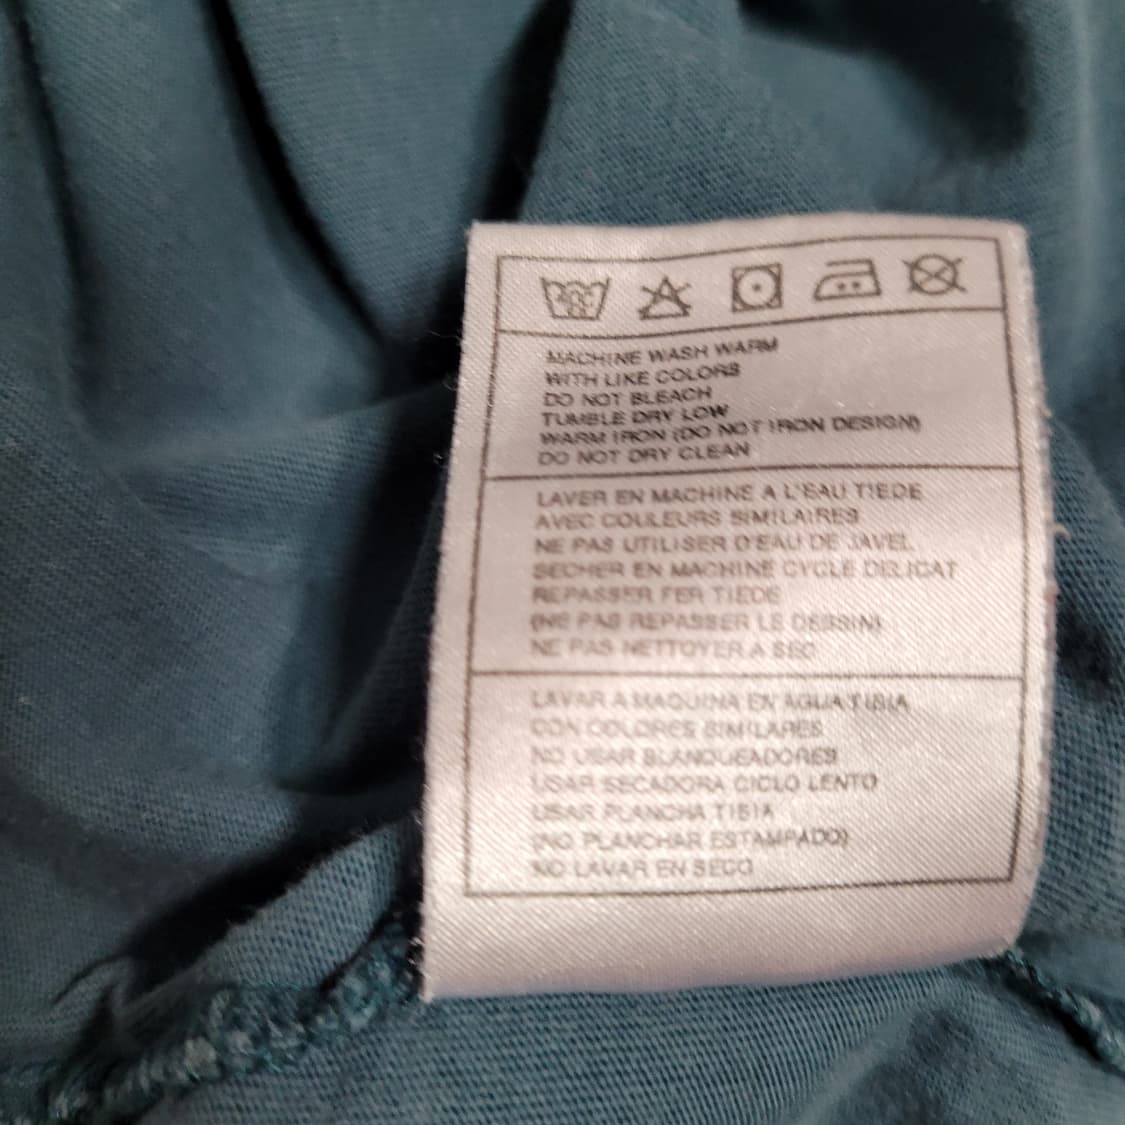 MACHINE WASH WARM
WITH LIKE COLORS
DO NOT BLEACH
TUMBLE DRY LOW
WARM IRON (DO NOT IRON DESIGN)
DO NOT DRY CLEAN
LAVER EN MACHINE A L'EAU TIEDE
AVEC COULEURS SIMILAIRES
NE PAS UTILISER D'EAU DE JAVEL
SECHER EN MACHINE CYCLE DELICAT
REPASSER FER TIEDE
(NE PAS REPASSER LE DESSIN)
NE PAS NETTOYER A SEC
LAVAR A MAQUINA EN AGUA TIBIA
CON COLORES SIMILARES
NO USAR BLANQUEADORES
USAR SECADORA CICLO LENTO
USAR PLANCHA TIBIA
(NO PLANCHAR ESTAMPADO)
NO LAVAR EN SECO